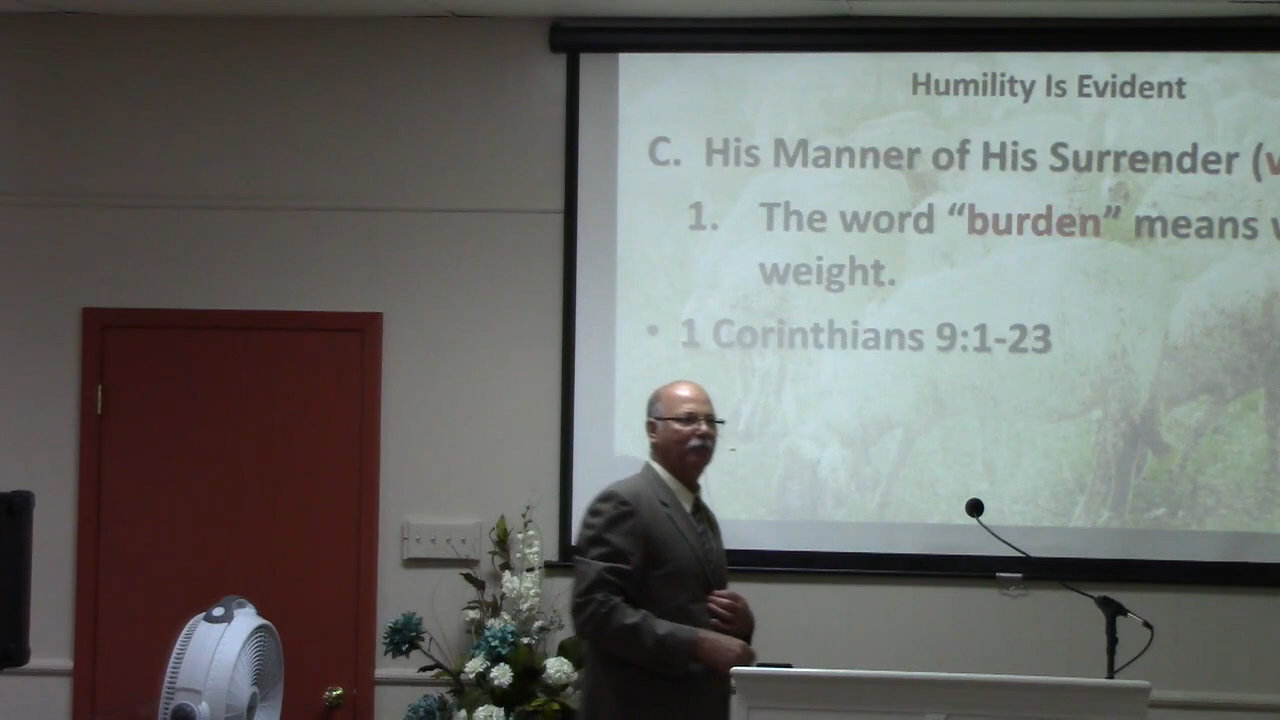 Humility Is Evident
C. His Manner of His Surrender (
1. The word “burden” means
weight.
• 1 Corinthians 9:1-23